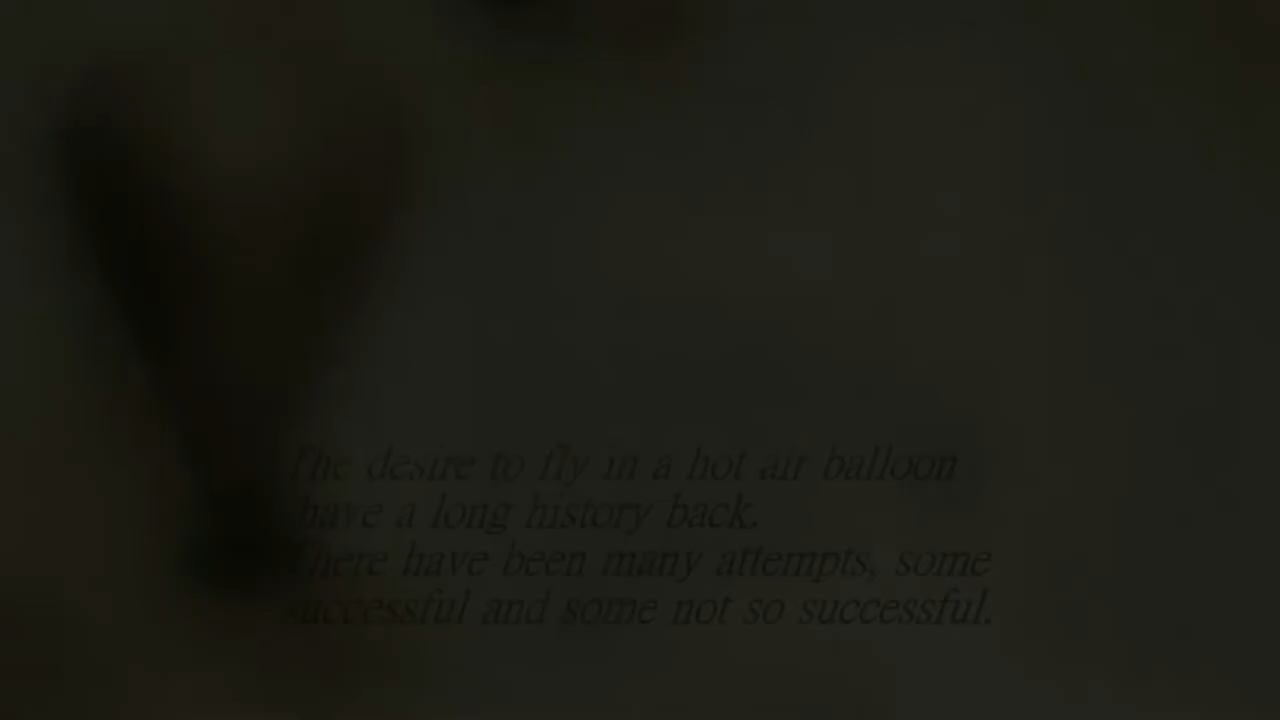 The desire to fly in a hot air balloon
have a long history back.
There have been many attempts, some
successful and some not so successful.